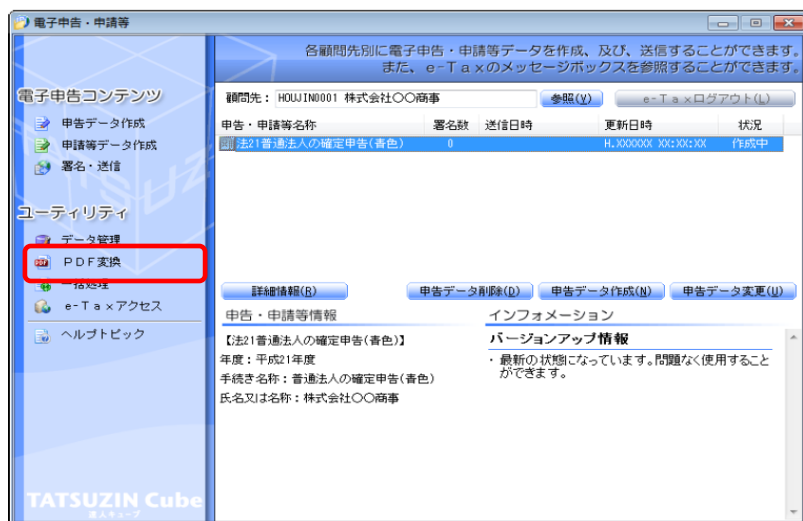 電子申告・申請等
各顧問先別に電子申告・申請等データを作成、及び、送信することができます。
また、e-Taxのメッセージボックスを参照することができます。
電子申告コンテンツ
申告データ作成
申請等データ作成
署名・送信
ユーティリティ
データ管理
PDF変換
一括処理
e-Taxアクセス
ヘルプトピック
顧問先： HOUJIN0001 株式会社〇〇商事 参照(V) e-Taxログアウト(L)
申告・申請等名称 署名数 送信日時 更新日時 状況
法21普通法人の確定申告(青色) 0 H.XXXXXX XX:XX:XX 作成中
詳細情報(R) 申告データ削除(D) 申告データ作成(N) 申告データ変更(U)
申告・申請等情報
【法21普通法人の確定申告(青色)】
年度：平成21年度
手続き名称：普通法人の確定申告(青色)
氏名又は名称：株式会社〇〇商事
インフォメーション
バージョンアップ情報
・最新の状態になっています。問題なく使用すること
ができます。
TATSUZIN Cube
達人キューブ